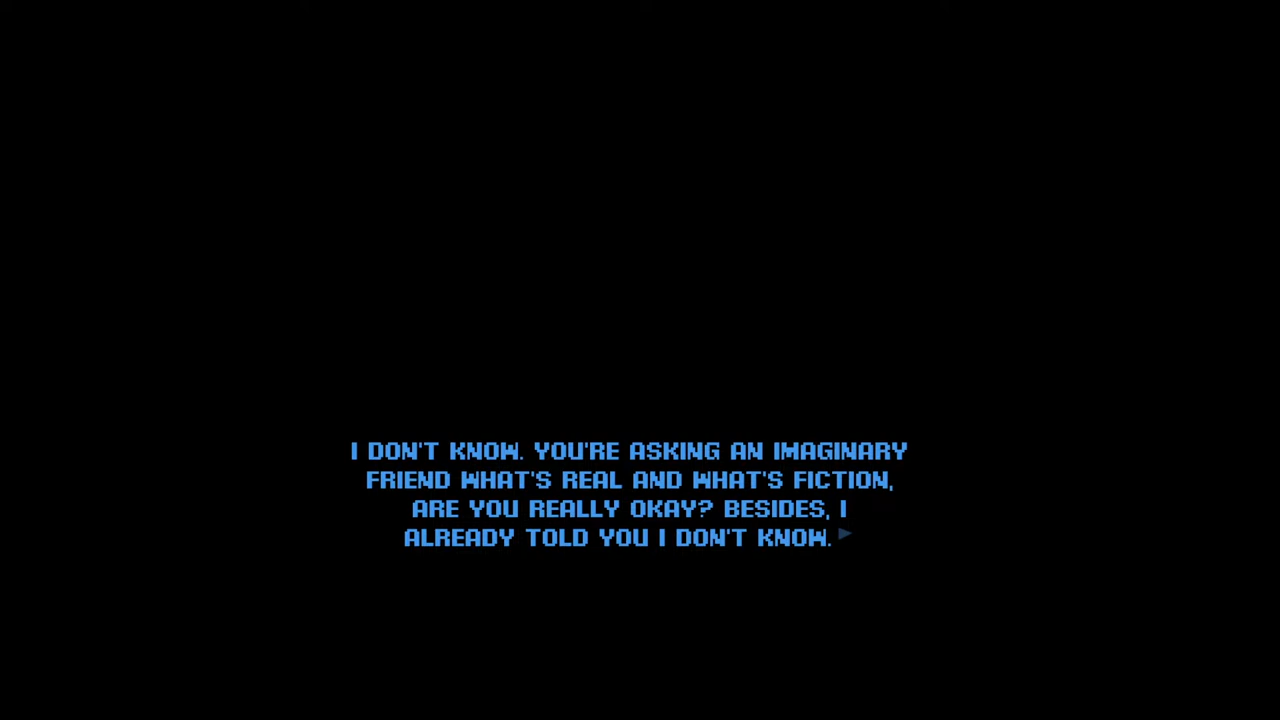 I DON'T KNOW. YOU'RE ASKING AN IMAGINARY
FRIEND WHAT'S REAL AND WHAT'S FICTION,
ARE YOU REALLY OKAY? BESIDES, I
ALREADY TOLD YOU I DON'T KNOW.